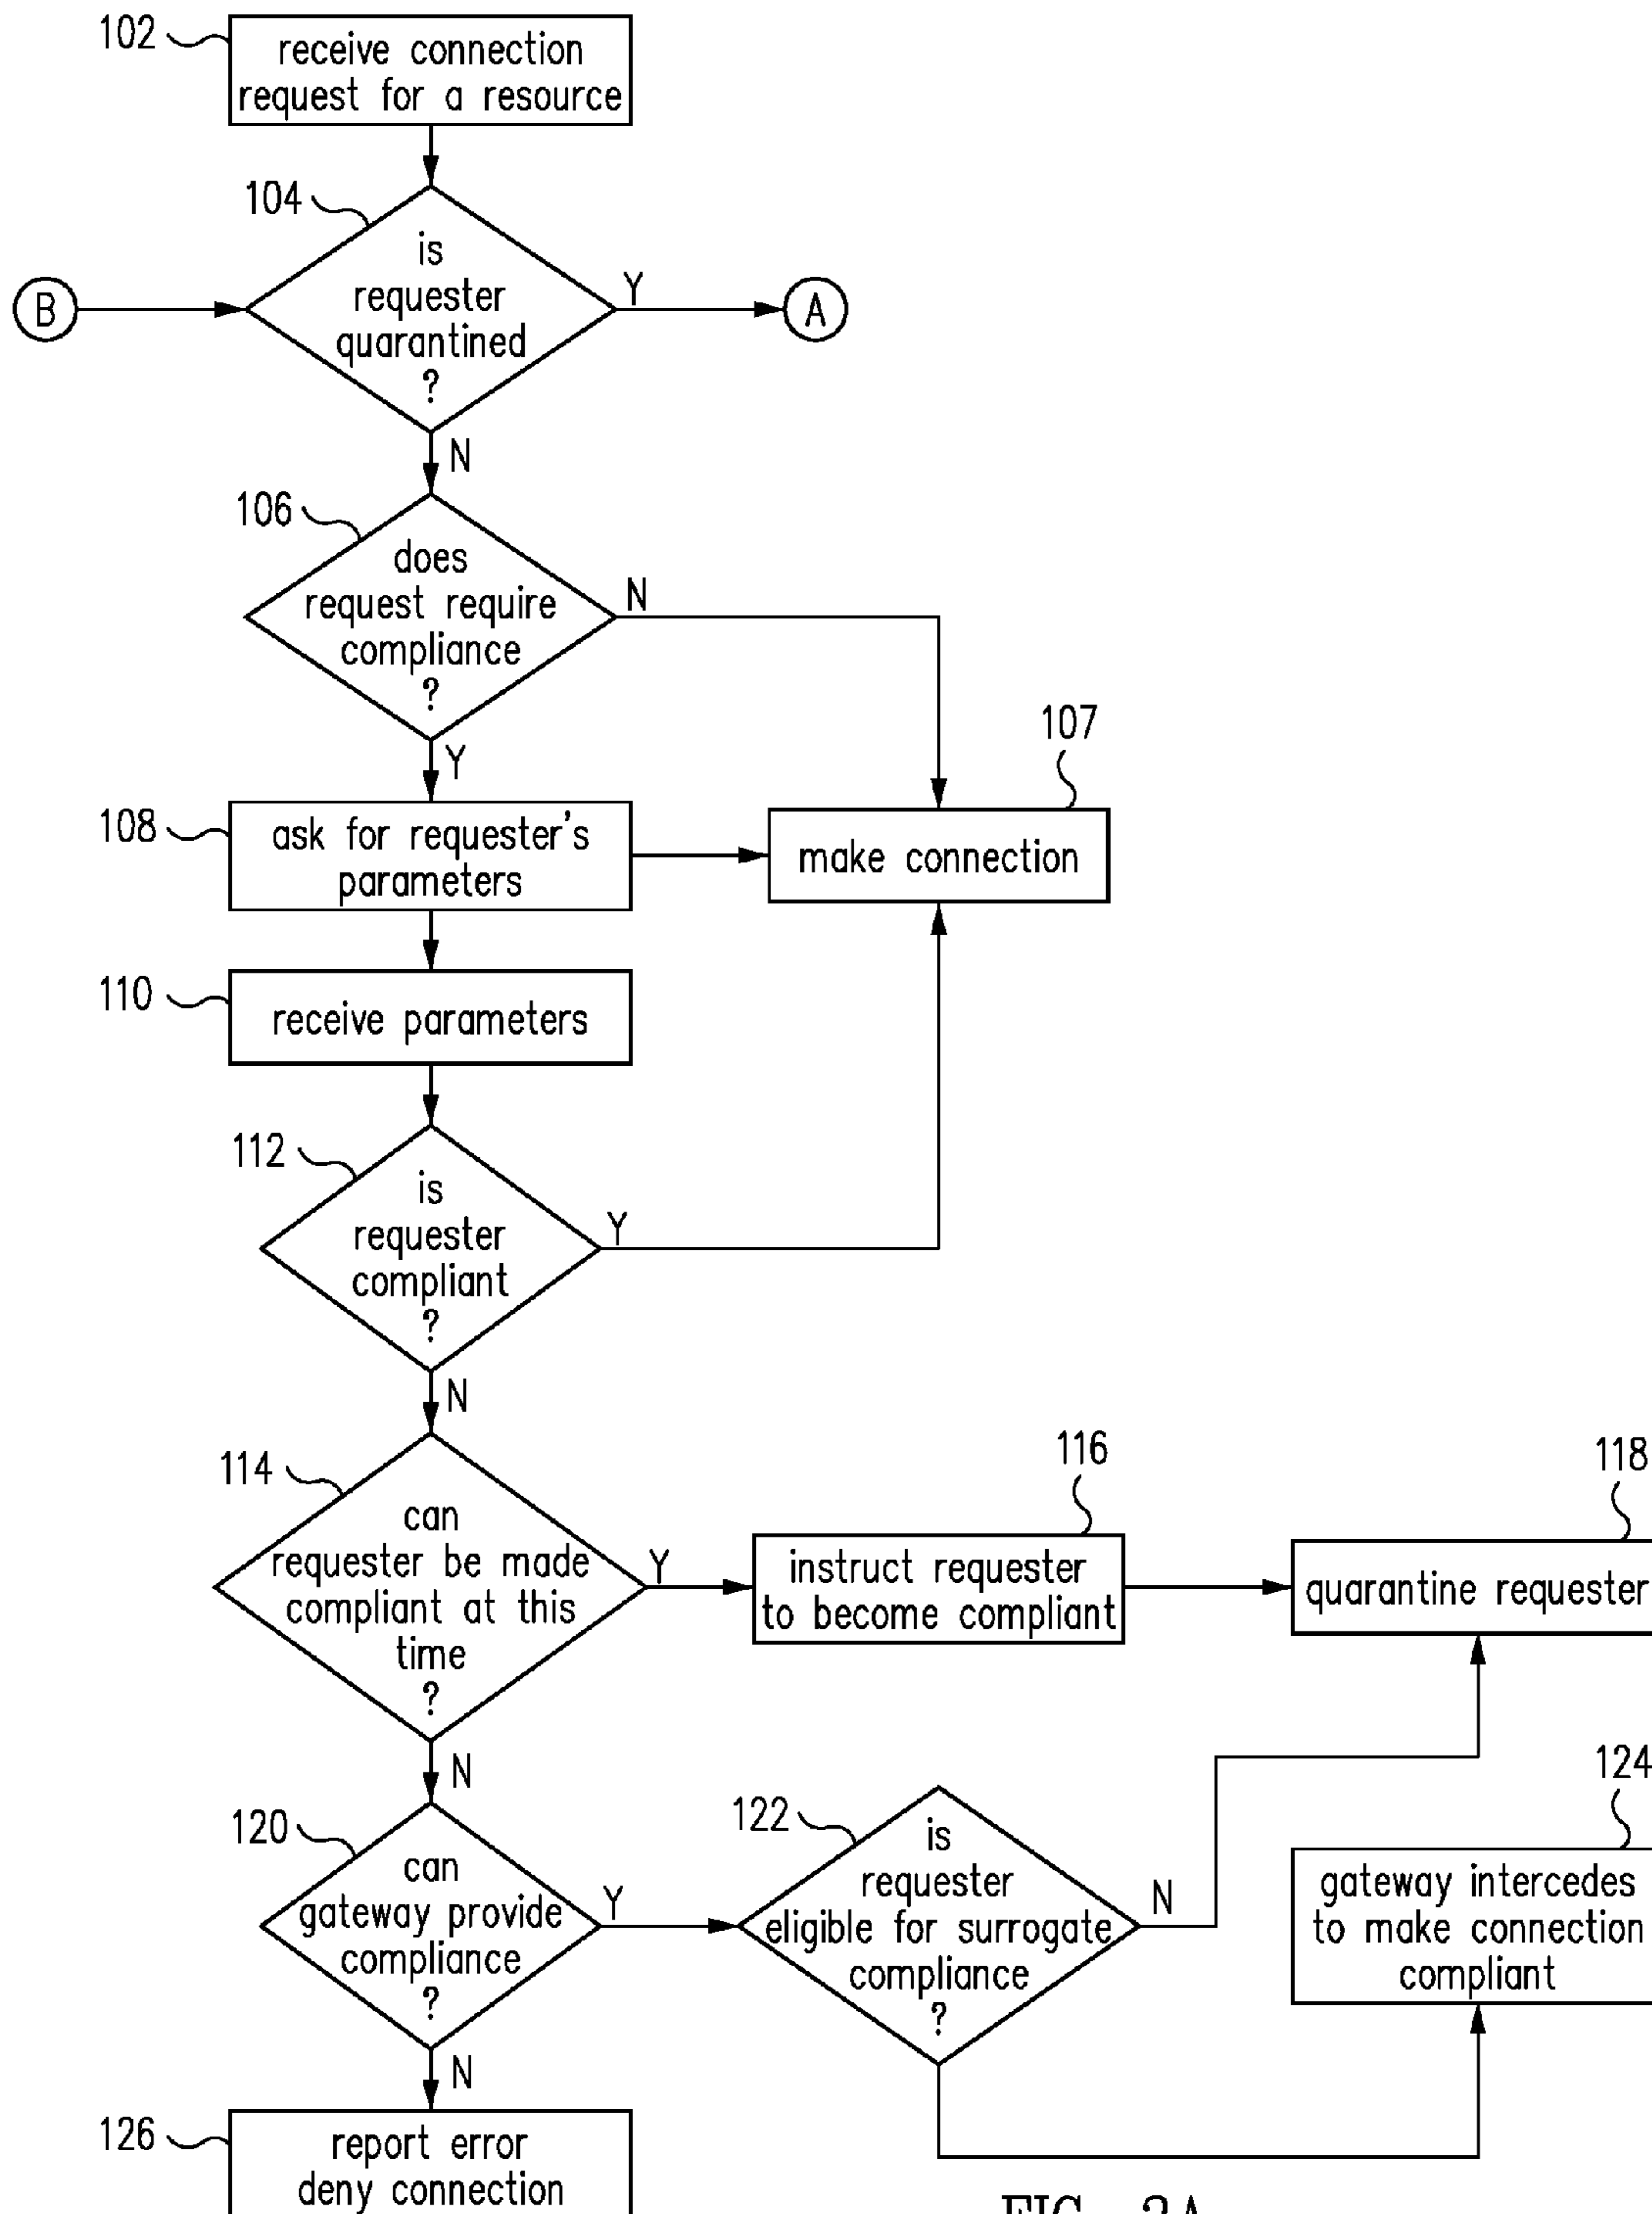 102
receive connection
request for a resource
104
is
requester
quarantined
?
B
Y
A
N
106
does
request require
compliance
?
N
Y
107
make connection
108
ask for requester's
parameters
110
receive parameters
112
is
requester
compliant
?
Y
N
114
can
requester be made
compliant at this
time
?
Y
116
instruct requester
to become compliant
118
quarantine requester
N
120
can
gateway provide
compliance
?
Y
122
is
requester
eligible for surrogate
compliance
?
N
124
gateway intercedes
to make connection
compliant
N
126
report error
deny connection